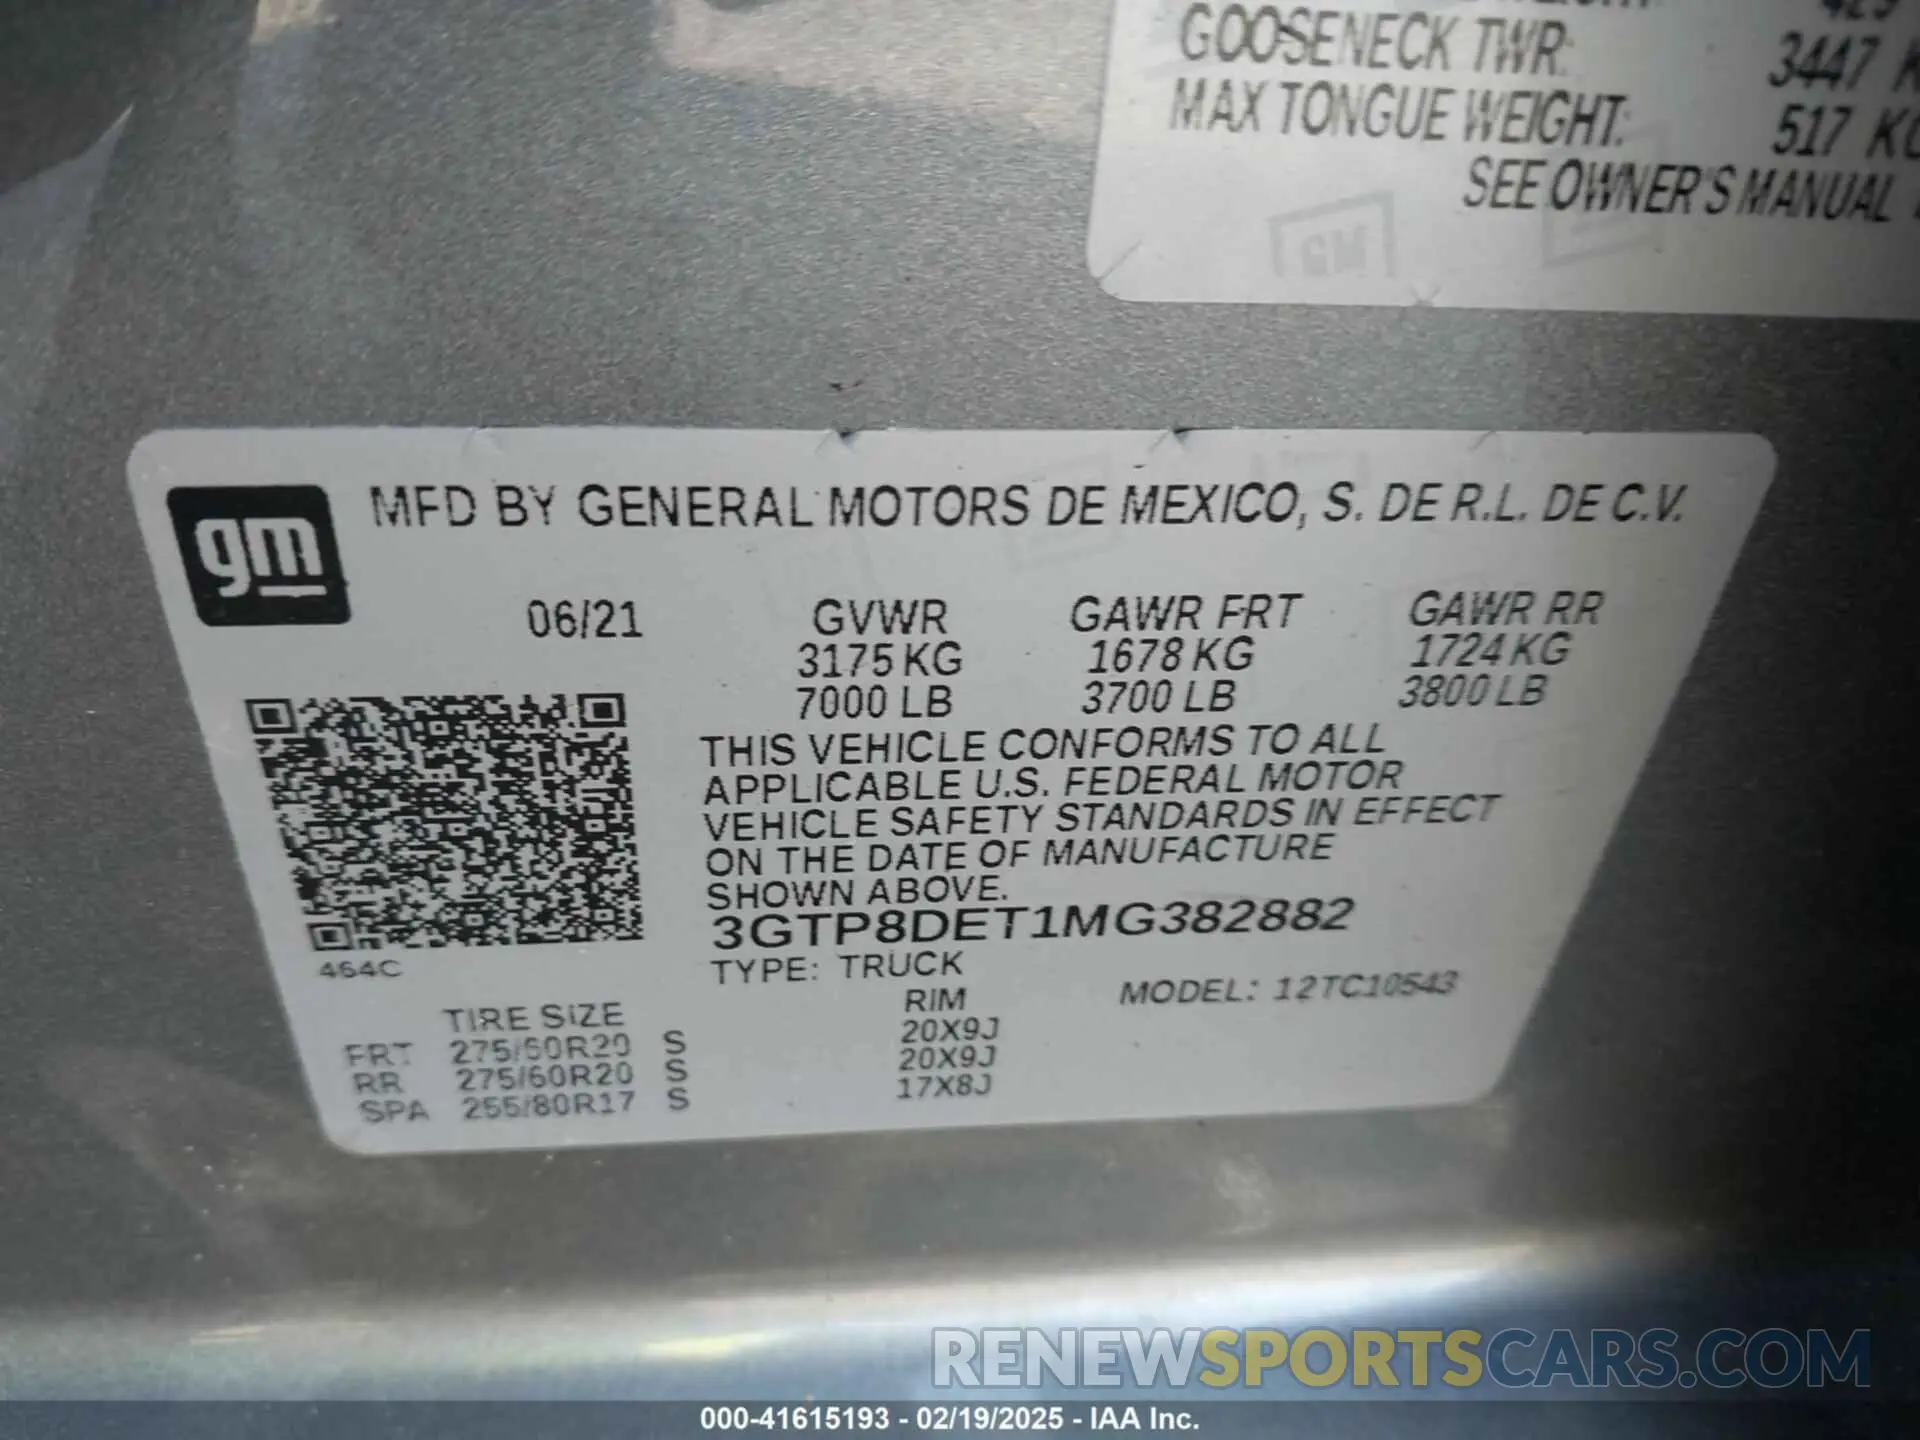 GOOSENECK TWR: 3447 K
MAX TONGUE WEIGHT: 517 KG
SEE OWNER'S MANUAL
GM
gm
MFD BY GENERAL MOTORS DE MEXICO, S. DE R.L. DE C.V.
06/21 GVWR GAWR FRT GAWR RR
3175 KG 1678 KG 1724 KG
7000 LB 3700 LB 3800 LB
THIS VEHICLE CONFORMS TO ALL
APPLICABLE U.S. FEDERAL MOTOR
VEHICLE SAFETY STANDARDS IN EFFECT
ON THE DATE OF MANUFACTURE
SHOWN ABOVE.
3GTP8DET1MG382882
464C
TYPE: TRUCK MODEL: 12TC10543
TIRE SIZE RIM
FRT 275/60R20 S 20X9J
RR 275/60R20 S 20X9J
SPA 255/80R17 S 17X8J
RENEWSPORTSCARS.COM
000-41615193 - 02/19/2025 - IAA Inc.